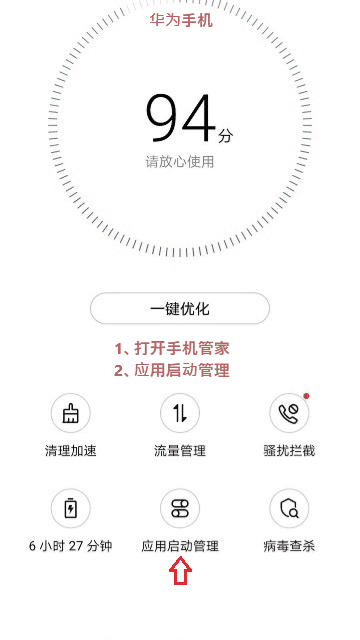 华为手机
94分
请放心使用
一键优化
1、打开手机管家
2、应用启动管理
清理加速 流量管理 骚扰拦截
6 小时 27 分钟 应用启动管理 病毒查杀